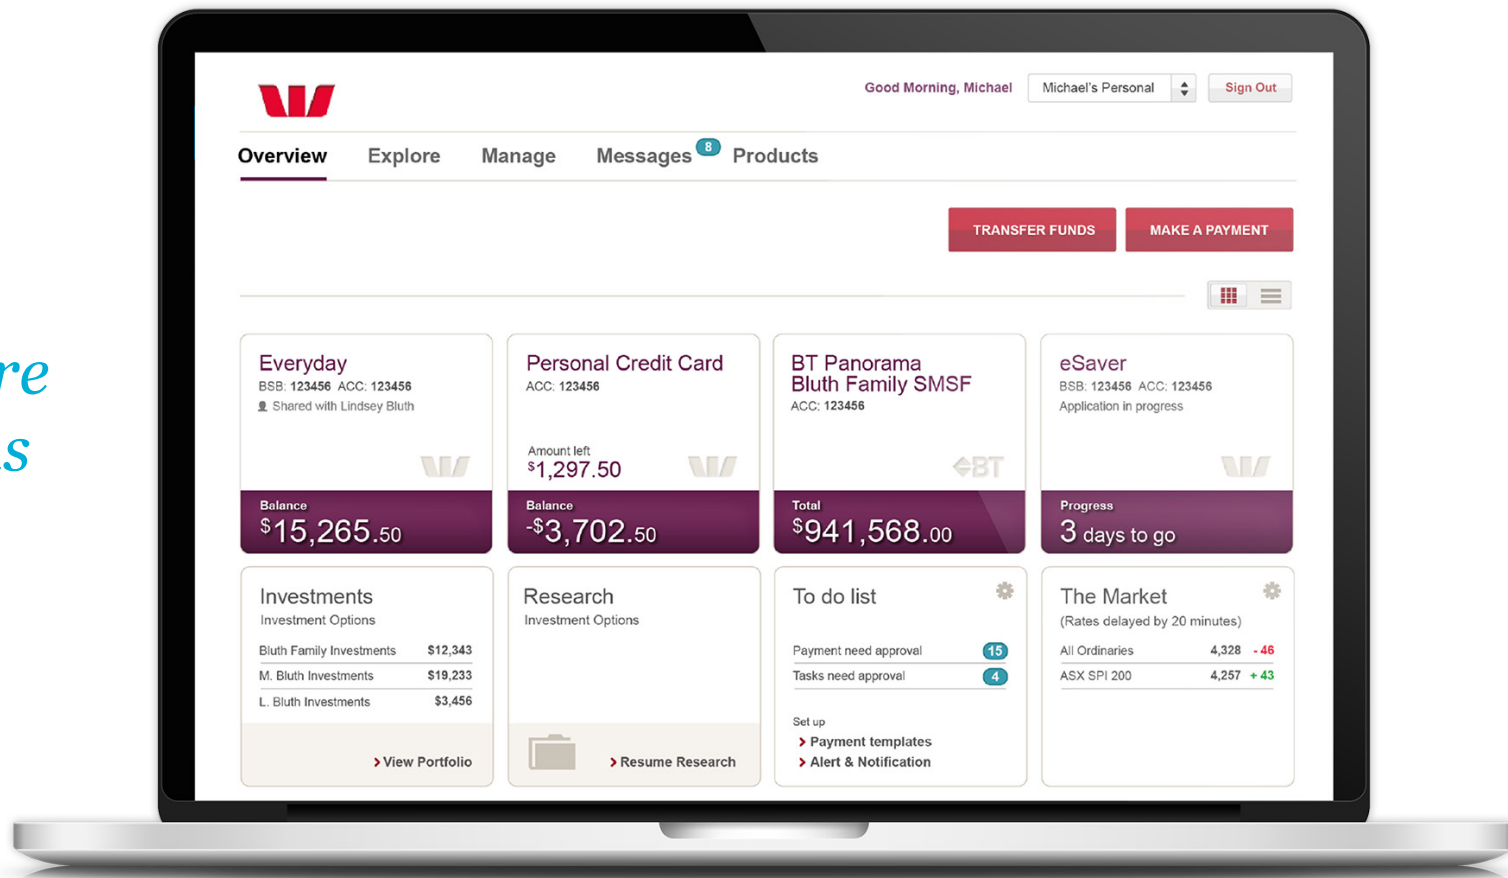 Good Morning, Michael
Michael's Personal
Sign Out
Overview
Explore
Manage
Messages
8
Products
TRANSFER FUNDS
MAKE A PAYMENT
Everyday
BSB: 123456 ACC: 123456
Shared with Lindsey Bluth
Balance
$15,265.50
Personal Credit Card
ACC: 123456
Amount left
$1,297.50
Balance
-$3,702.50
BT Panorama
Bluth Family SMSF
ACC: 123456
BT
Total
$941,568.00
eSaver
BSB: 123456 ACC: 123456
Application in progress
Progress
3 days to go
Investments
Investment Options
Bluth Family Investments $12,343
M. Bluth Investments $19,233
L. Bluth Investments $3,456
View Portfolio
Research
Investment Options
Resume Research
To do list
Payment need approval 15
Tasks need approval 4
Set up
Payment templates
Alert & Notification
The Market
(Rates delayed by 20 minutes)
All Ordinaries 4,328 - 46
ASX SPI 200 4,257 + 43